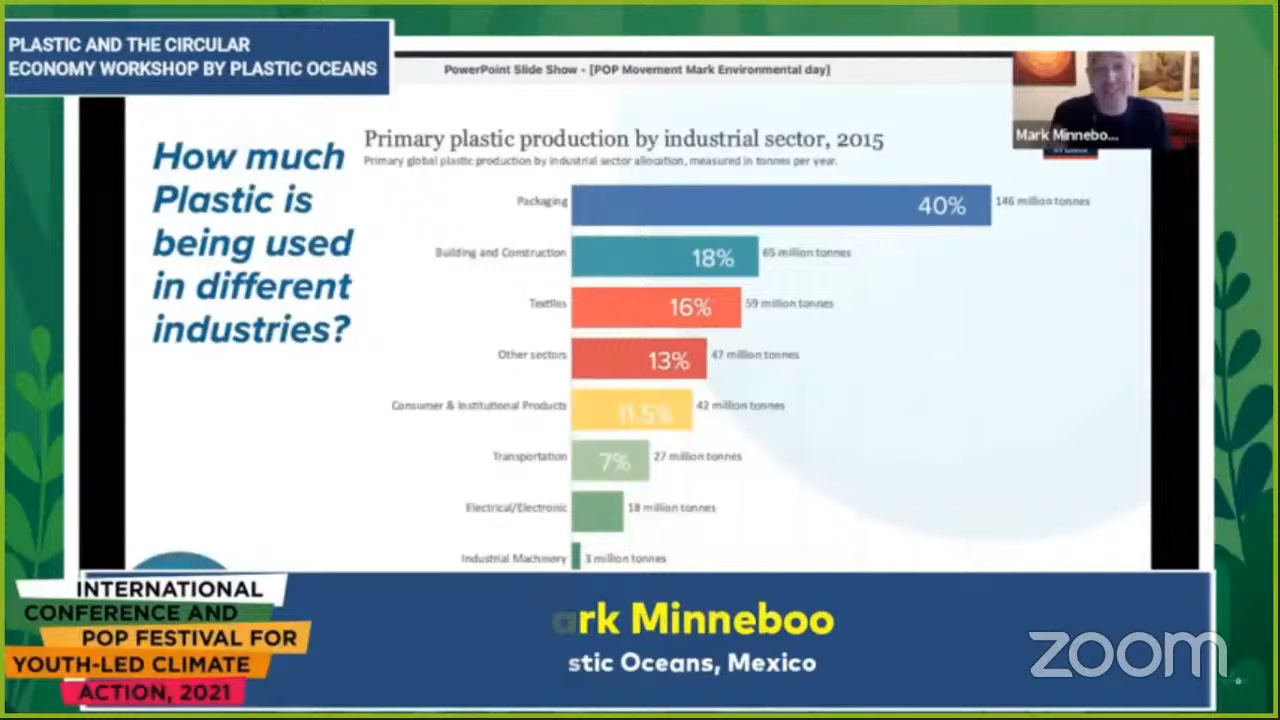 PLASTIC AND THE CIRCULAR
ECONOMY WORKSHOP BY PLASTIC OCEANS
PowerPoint Slide Show - [POP Movement Mark Environmental day]
Mark Minnebo...
How much
Plastic is
being used
in different
industries?
Primary plastic production by industrial sector, 2015
Primary global plastic production by industrial sector allocation, measured in tonnes per year.
Packaging 40% 146 million tonnes
Building and Construction 18% 65 million tonnes
Textiles 16% 59 million tonnes
Other sectors 13% 47 million tonnes
Consumer & Institutional Products 11.5% 42 million tonnes
Transportation 7% 27 million tonnes
Electrical/Electronic 18 million tonnes
Industrial Machinery 3 million tonnes
INTERNATIONAL
CONFERENCE AND
POP FESTIVAL FOR
YOUTH-LED CLIMATE
ACTION, 2021
ark Minneboo
stic Oceans, Mexico
zoom